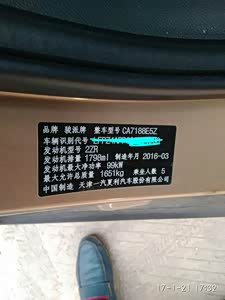 品牌 骏派牌 整车型号 CA7188E5Z
车辆识别代号
发动机型号 2ZR
发动机排量 1798ml 制造年月 2016-03
发动机最大净功率 99kW
最大允许总质量 1651kg 乘坐人数 5
中国制造 天津一汽夏利汽车股份有限公司
17-1-21 17:32